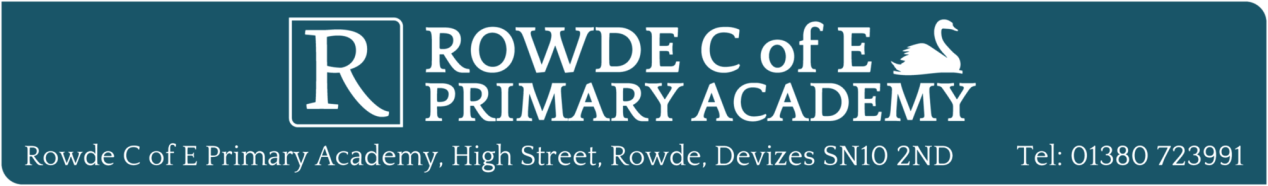 R
ROWDE C of E
PRIMARY ACADEMY
Rowde C of E Primary Academy, High Street, Rowde, Devizes SN10 2ND Tel: 01380 723991